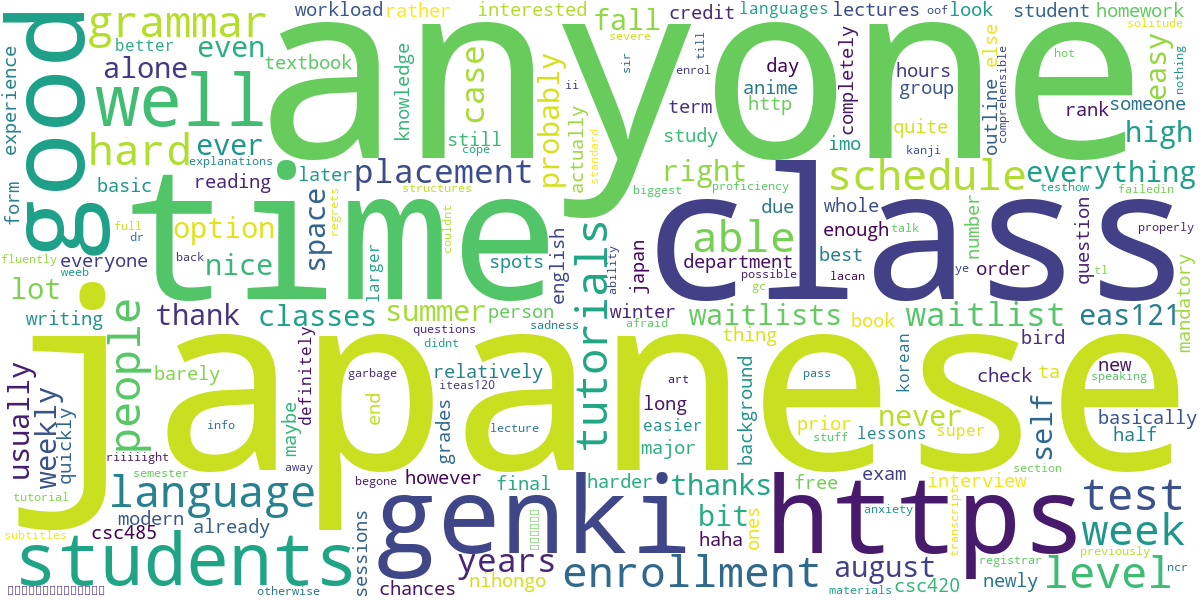 anyone
japanese
class
time
good
https
genki
students
well
language
enrollment
level
grammar
hard
schedule
able
tutorials
people
test
week
waitlist
waitlists
placement
everything
high
easy
eas121
classes
summer
thank
thanks
years
august
option
nice
lot
alone
even
ever
fall
case
probably
right
space
usually
weekly
self
never
bit
workload
rather
interested
credit
languages
lectures
oof
look
student
homework
solitude
severe
better
textbook
knowledge
experience
sir
till
enrol
ii
day
anime
http
completely
hours
group
else
outline
comprehensible
hot
nothing
someone
rank
term
study
imo
quite
kanji
still
cope
actually
standard
explanations
later
basic
reading
structures
regrets
form
biggest
proficiency
due
whole
number
question
testhow
failedin
enough
talk
properly
full
dr
fluently
weeb
everyone
back
larger
couldnt
spots
english
ability
japan
department
best
possible
gc
lacan
ye
order
tl
mandatory
writing
person
questions
didnt
sadness
winter
afraid
book
thing
bird
barely
definitely
garbage
relatively
iteas120
art
pass
korean
check
ta
new
speaking
quickly
maybe
info
end
grades
lecture
long
easier
major
background
prior
stuff
lessons
super
basically
half
riiiiight
semester
away
begone
however
final
harder
free
exam
interview
section
tutorial
modern
already
csc485
subtitles
otherwise
sessions
chances
nihongo
haha
ones
anxiety
transcript
previously
registrar
newly
ncr
materials
csc420